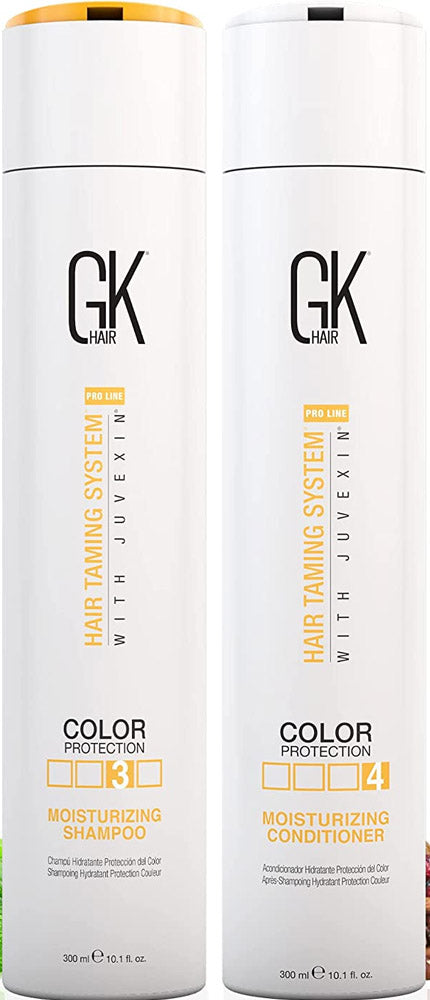 GK®
HAIR
PRO LINE
HAIR TAMING SYSTEM™
WITH JUVEXIN®
COLOR
PROTECTION
3
MOISTURIZING
SHAMPOO
Champú Hidratante Protección del Color
Shampooing Hydratant Protection Couleur
300 ml ℮ 10.1 fl. oz.
GK®
HAIR
PRO LINE
HAIR TAMING SYSTEM™
WITH JUVEXIN®
COLOR
PROTECTION
4
MOISTURIZING
CONDITIONER
Acondicionador Hidratante Protección del Color
Après-Shampooing Hydratant Protection Couleur
300 ml ℮ 10.1 fl. oz.